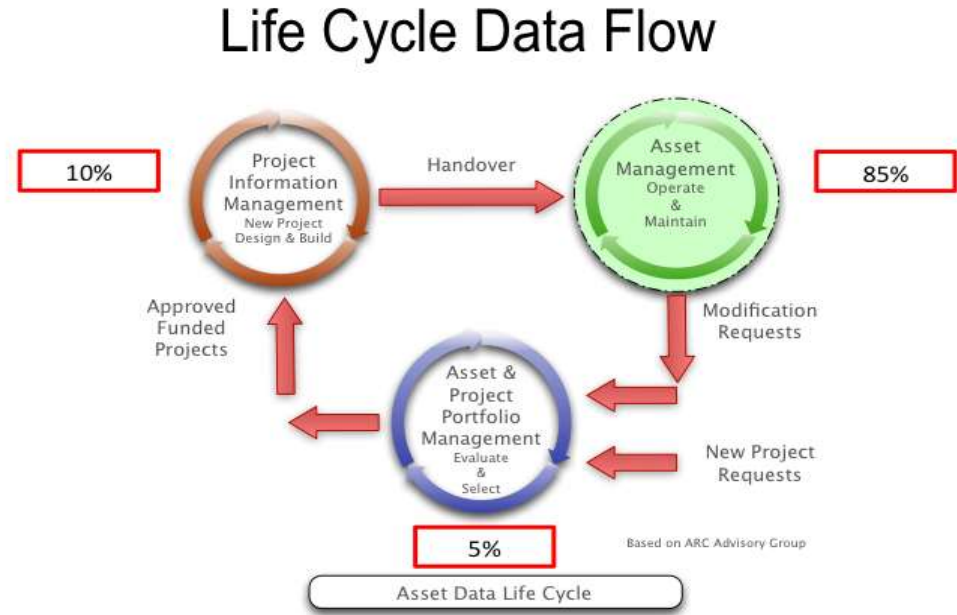 Life Cycle Data Flow
10%
Project
Information
Management
New Project
Design & Build
Handover
Asset
Management
Operate
&
Maintain
85%
Approved
Funded
Projects
Modification
Requests
Asset &
Project
Portfolio
Management
Evaluate
&
Select
New Project
Requests
5%
Based on ARC Advisory Group
Asset Data Life Cycle